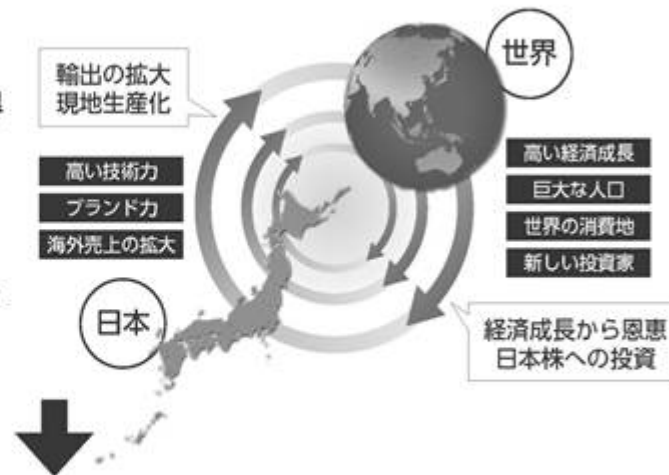 世界
輸出の拡大
現地生産化
高い技術力
ブランド力
海外売上の拡大
高い経済成長
巨大な人口
世界の消費地
新しい投資家
日本
経済成長から恩恵
日本株への投資